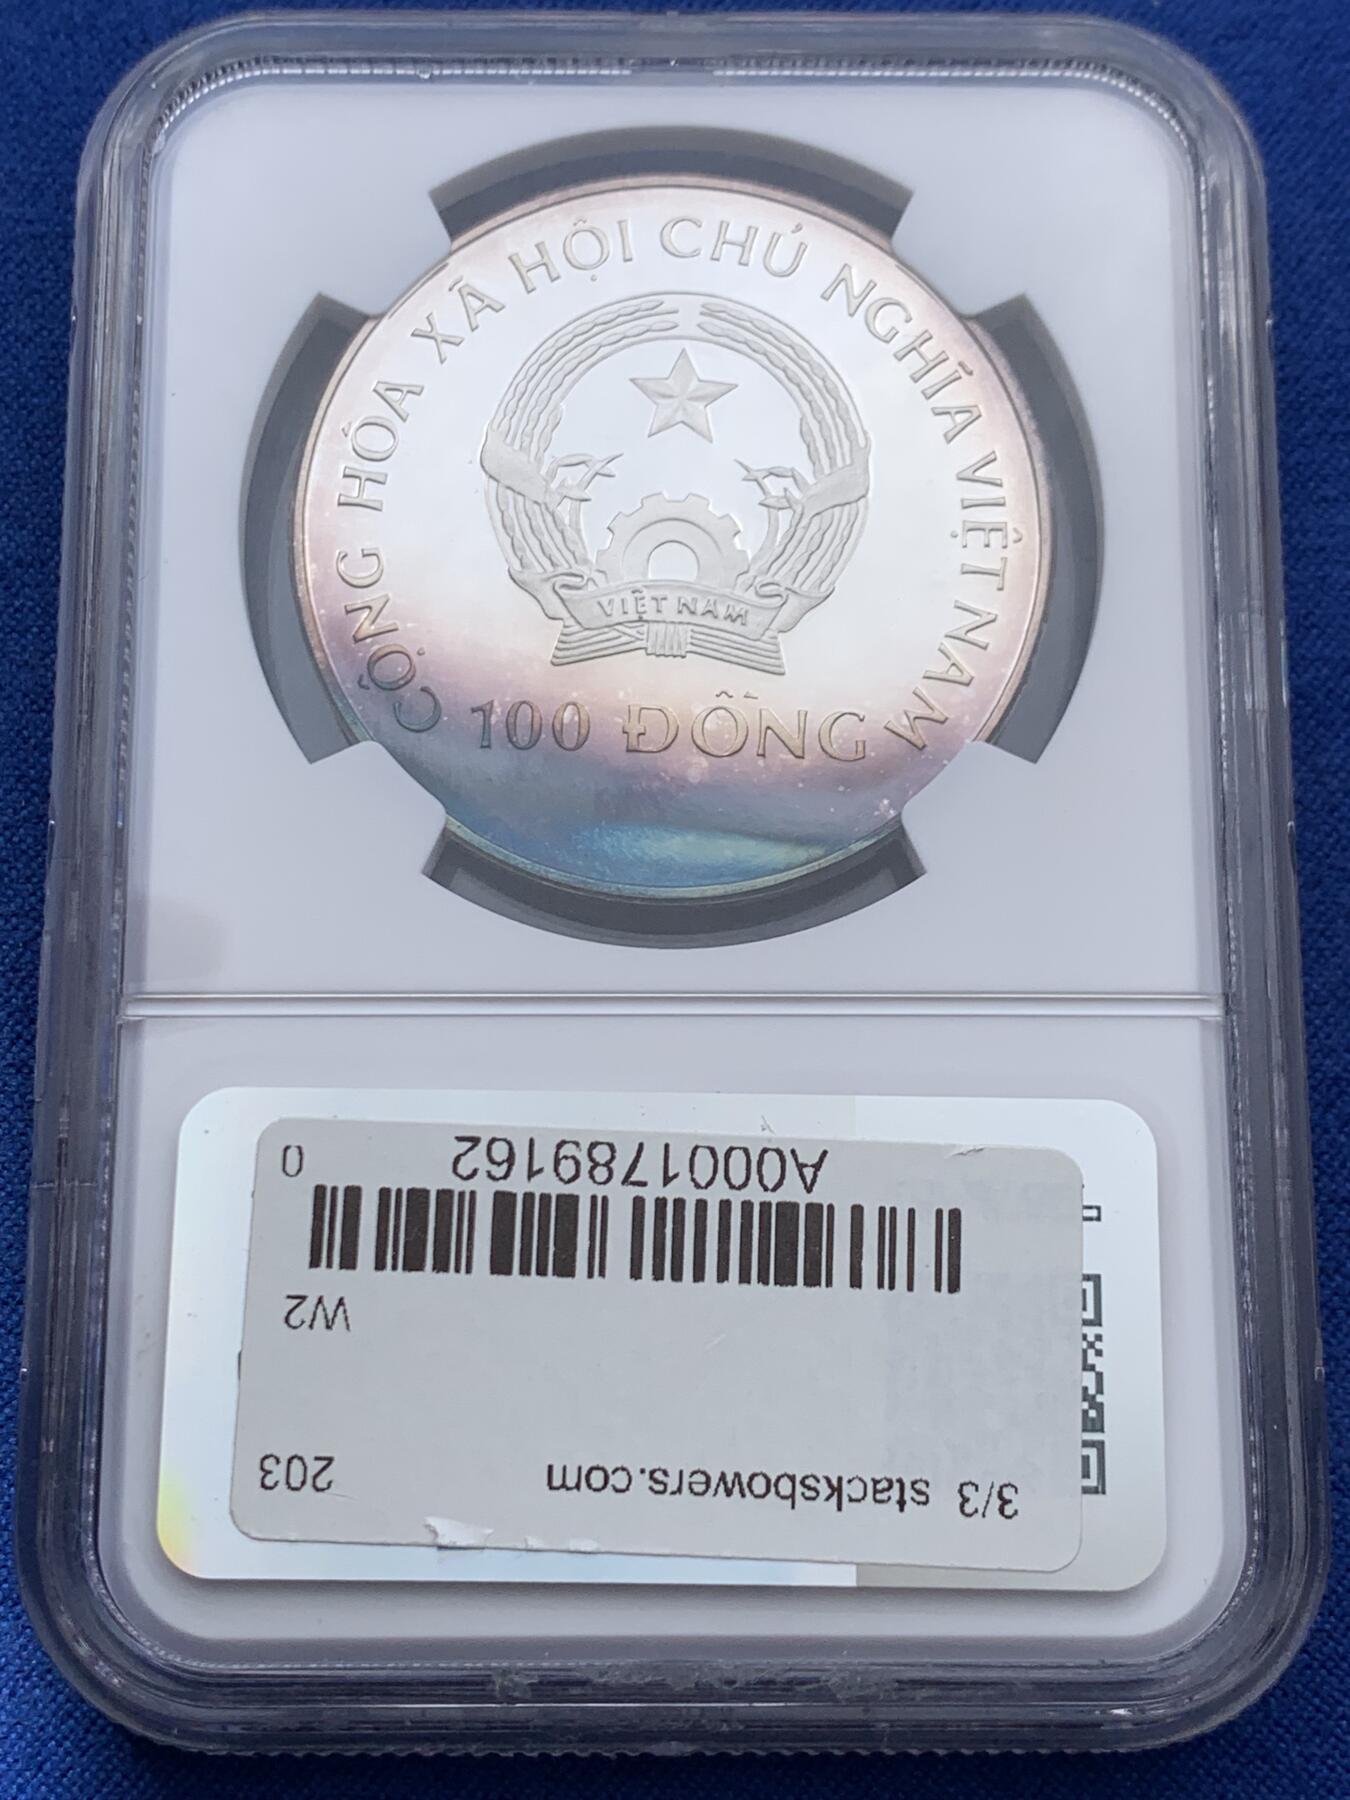 CỘNG HÓA XÃ HỘI CHỦ NGHĨA VIỆT NAM
VIỆT NAM
100 ĐỒNG
3/3 stacksbowers.com 203
W2
A0001789162 0